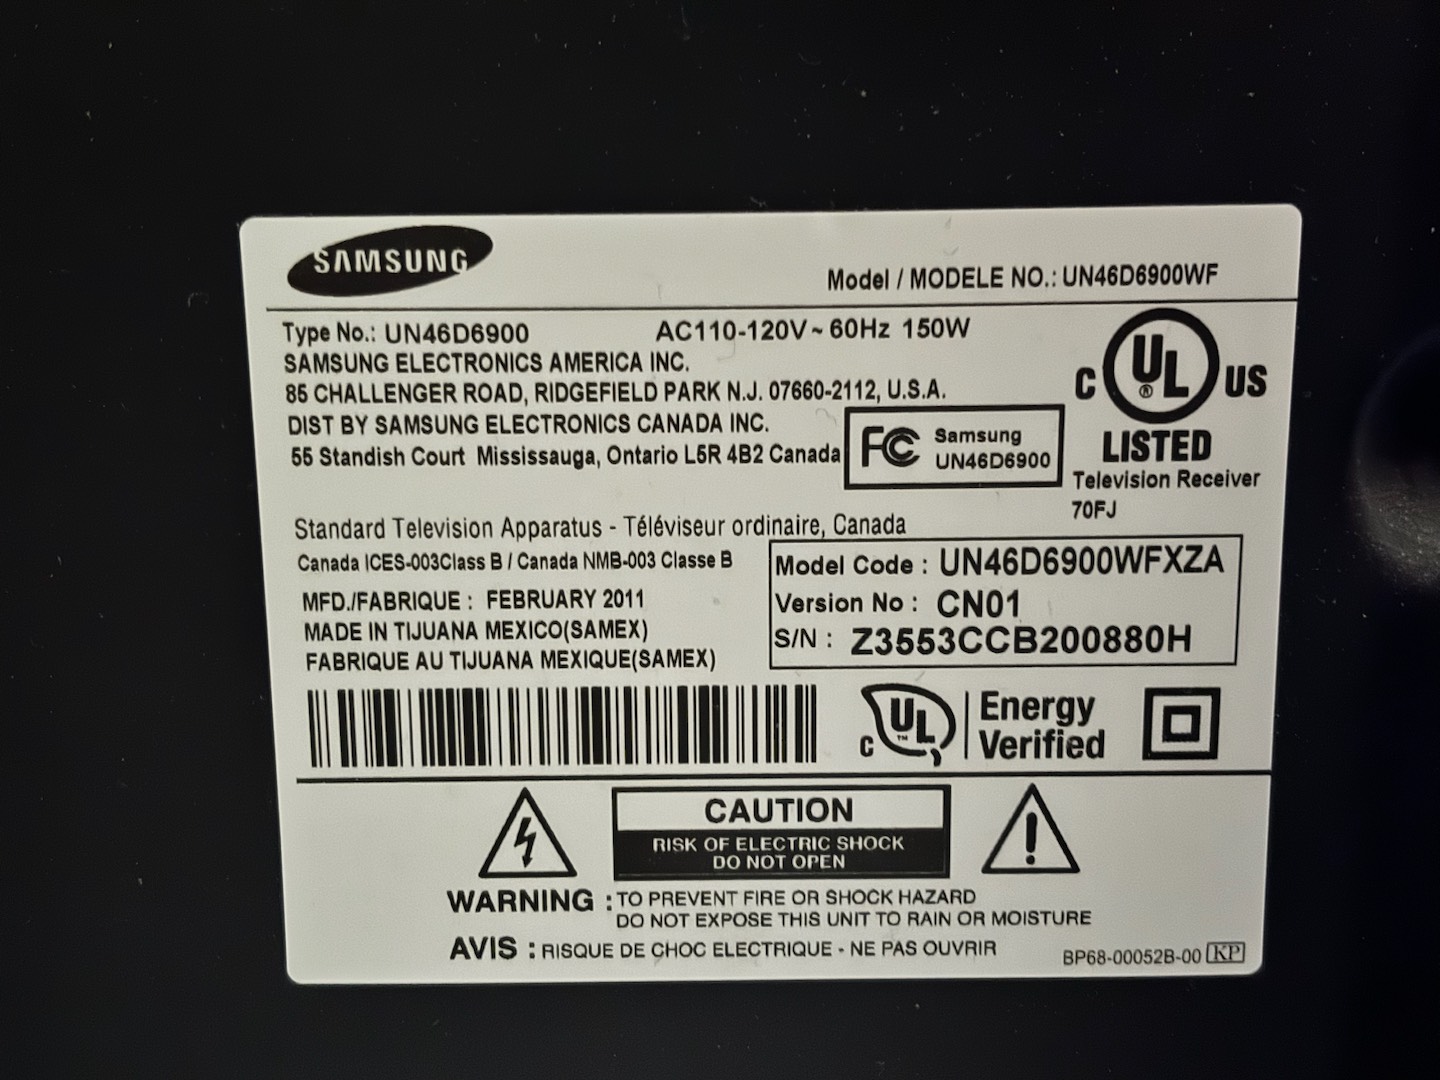 SAMSUNG
Model / MODELE NO.: UN46D6900WF
Type No.: UN46D6900 AC110-120V~60Hz 150W
SAMSUNG ELECTRONICS AMERICA INC.
85 CHALLENGER ROAD, RIDGEFIELD PARK N.J. 07660-2112, U.S.A.
DIST BY SAMSUNG ELECTRONICS CANADA INC.
55 Standish Court Mississauga, Ontario L5R 4B2 Canada
FC Samsung
UN46D6900
C UL ® US
LISTED
Television Receiver
70FJ
Standard Television Apparatus - Téléviseur ordinaire, Canada
Canada ICES-003Class B / Canada NMB-003 Classe B
MFD./FABRIQUE : FEBRUARY 2011
MADE IN TIJUANA MEXICO(SAMEX)
FABRIQUE AU TIJUANA MEXIQUE(SAMEX)
Model Code : UN46D6900WFXZA
Version No : CN01
S/N : Z3553CCB200880H
C UL ™ Energy
Verified
CAUTION
RISK OF ELECTRIC SHOCK
DO NOT OPEN
WARNING : TO PREVENT FIRE OR SHOCK HAZARD
DO NOT EXPOSE THIS UNIT TO RAIN OR MOISTURE
AVIS : RISQUE DE CHOC ELECTRIQUE - NE PAS OUVRIR
BP68-00052B-00 KP